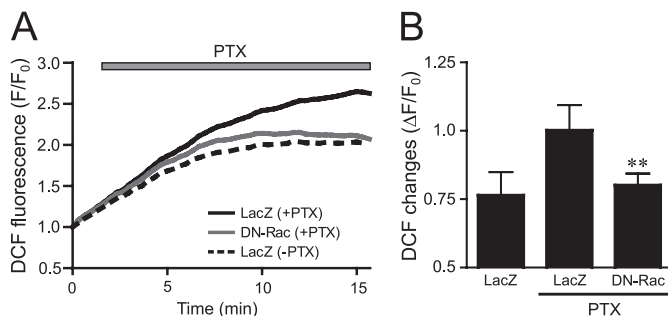 A
PTX
DCF fluorescence (F/F₀)
3.0
2.5
2.0
1.5
1.0
0.5
LacZ (+PTX)
DN-Rac (+PTX)
LacZ (-PTX)
0
5
10
15
Time (min)
B
DCF changes (ΔF/F₀)
1.25
1.0
0.75
0.5
**
LacZ
LacZ
DN-Rac
PTX